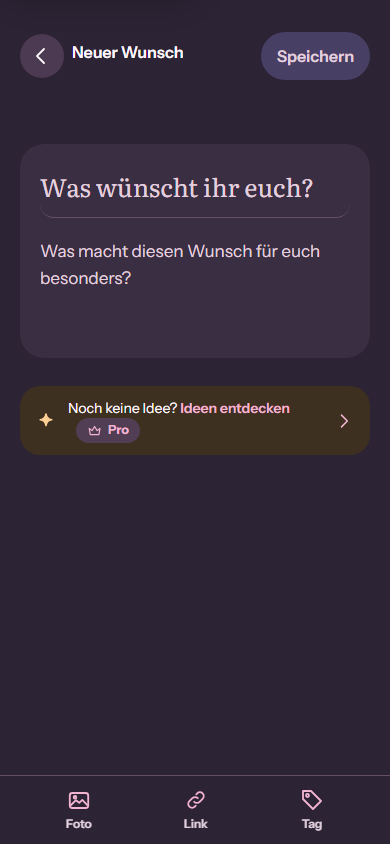 Neuer Wunsch
Speichern
Was wünscht ihr euch?
Was macht diesen Wunsch für euch
besonders?
Noch keine Idee? Ideen entdecken
Pro
Foto
Link
Tag